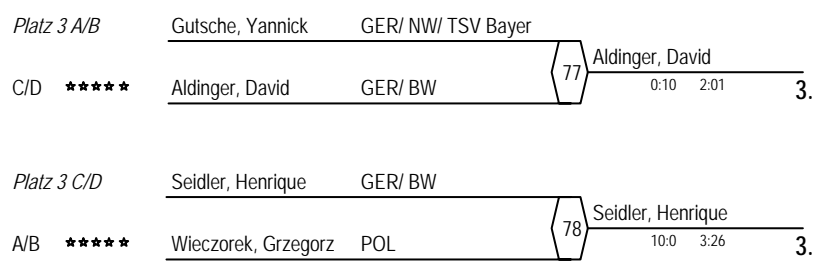 Platz 3 A/B Gutsche, Yannick GER/ NW/ TSV Bayer
77 Aldinger, David
C/D ***** Aldinger, David GER/ BW 0:10 2:01 3.
Platz 3 C/D Seidler, Henrique GER/ BW
78 Seidler, Henrique
A/B ***** Wieczorek, Grzegorz POL 10:0 3:26 3.